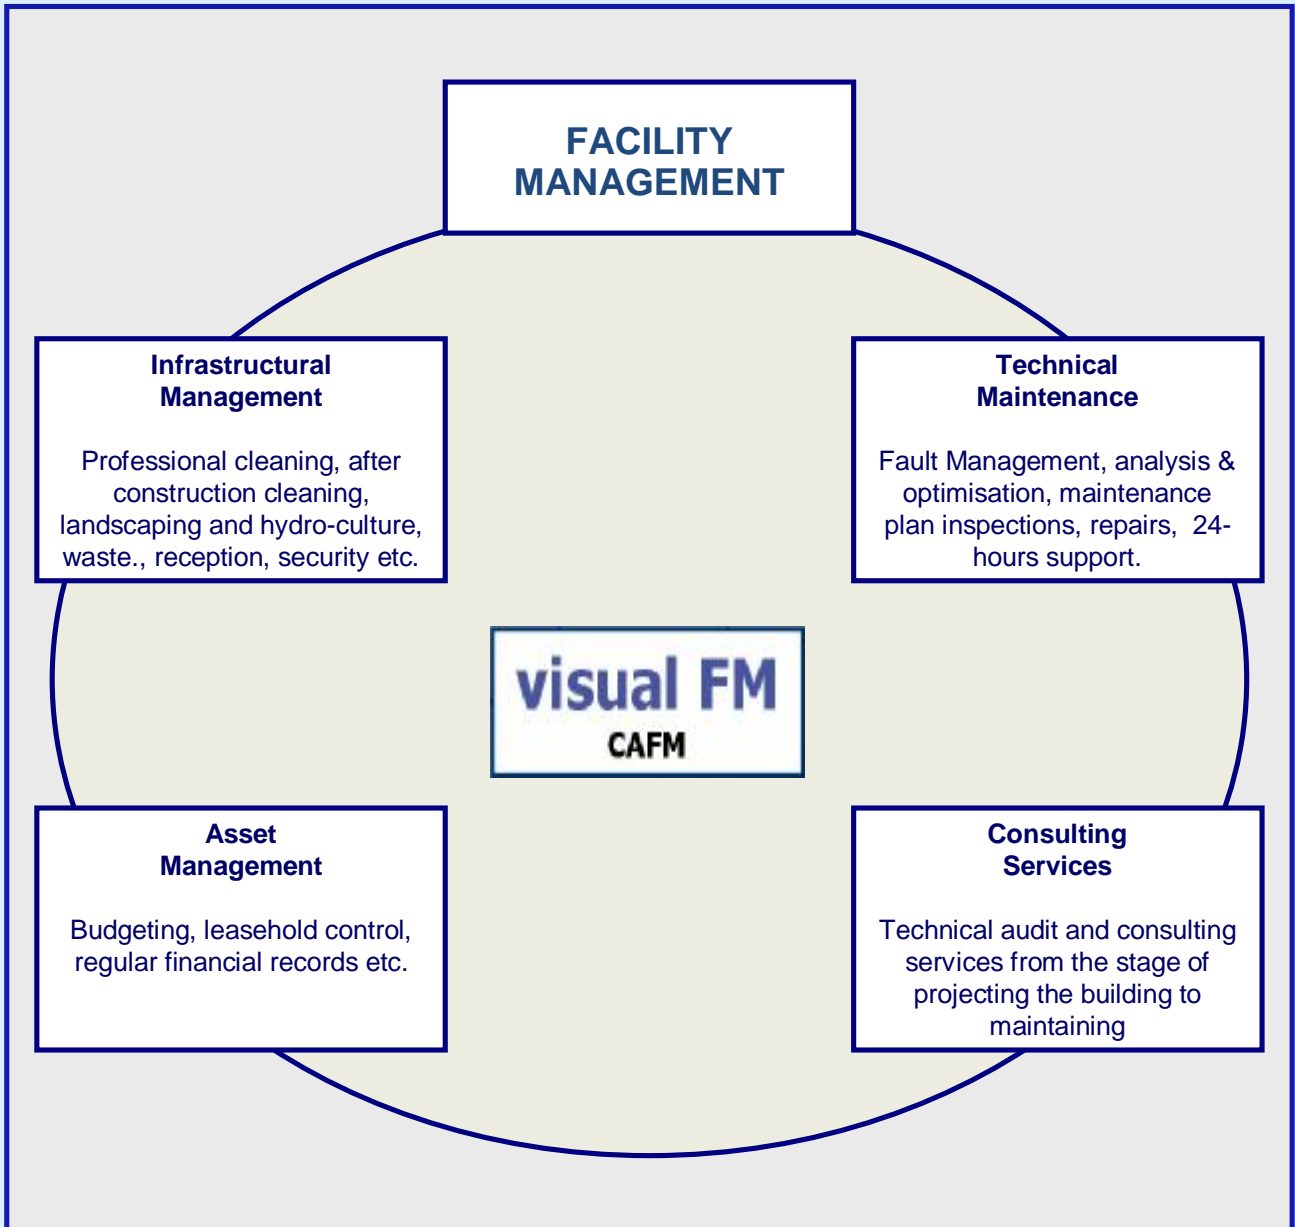 FACILITY
MANAGEMENT
Infrastructural
Management
Professional cleaning, after
construction cleaning,
landscaping and hydro-culture,
waste., reception, security etc.
Technical
Maintenance
Fault Management, analysis &
optimisation, maintenance
plan inspections, repairs,  24-
hours support.
visual FM
CAFM
Asset
Management
Budgeting, leasehold control,
regular financial records etc.
Consulting
Services
Technical audit and consulting
services from the stage of
projecting the building to
maintaining